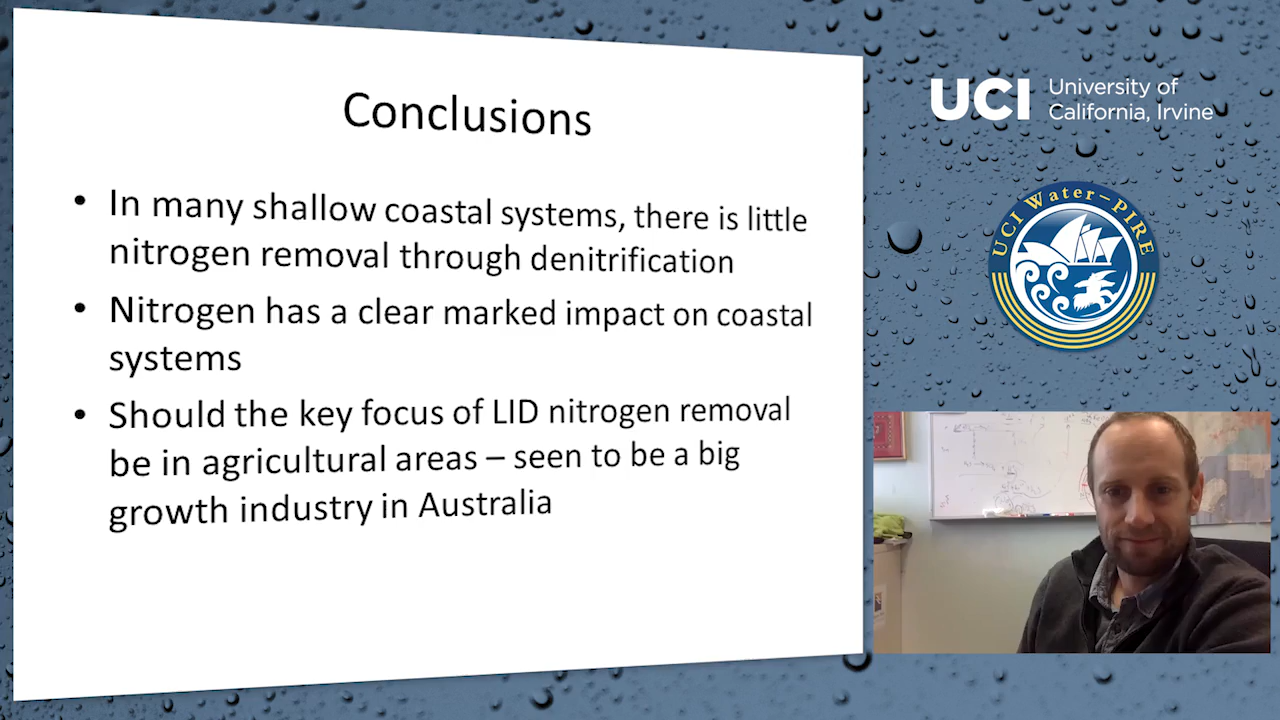 Conclusions
• In many shallow coastal systems, there is little
nitrogen removal through denitrification
• Nitrogen has a clear marked impact on coastal
systems
• Should the key focus of LID nitrogen removal
be in agricultural areas – seen to be a big
growth industry in Australia
UCI University of
California, Irvine
UCI Water-PIRE